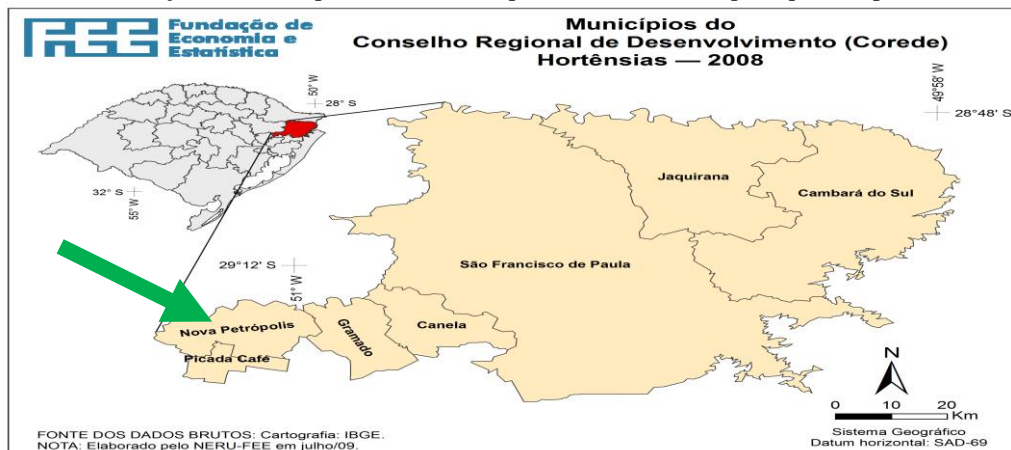 FEE Fundação de
Economia e
Estatística
Municípios do
Conselho Regional de Desenvolvimento (Corede)
Hortênsias — 2008
50° W
28° S
49° 58' W
28° 48' S
32° S
55° W
Jaquirana
Cambará do Sul
29° 12' S
51° W
São Francisco de Paula
Nova Petrópolis
Gramado
Canela
Picada Café
N
0 10 20
Km
Sistema Geográfico
Datum horizontal: SAD-69
FONTE DOS DADOS BRUTOS: Cartografia: IBGE.
NOTA: Elaborado pelo NERU-FEE em julho/09.